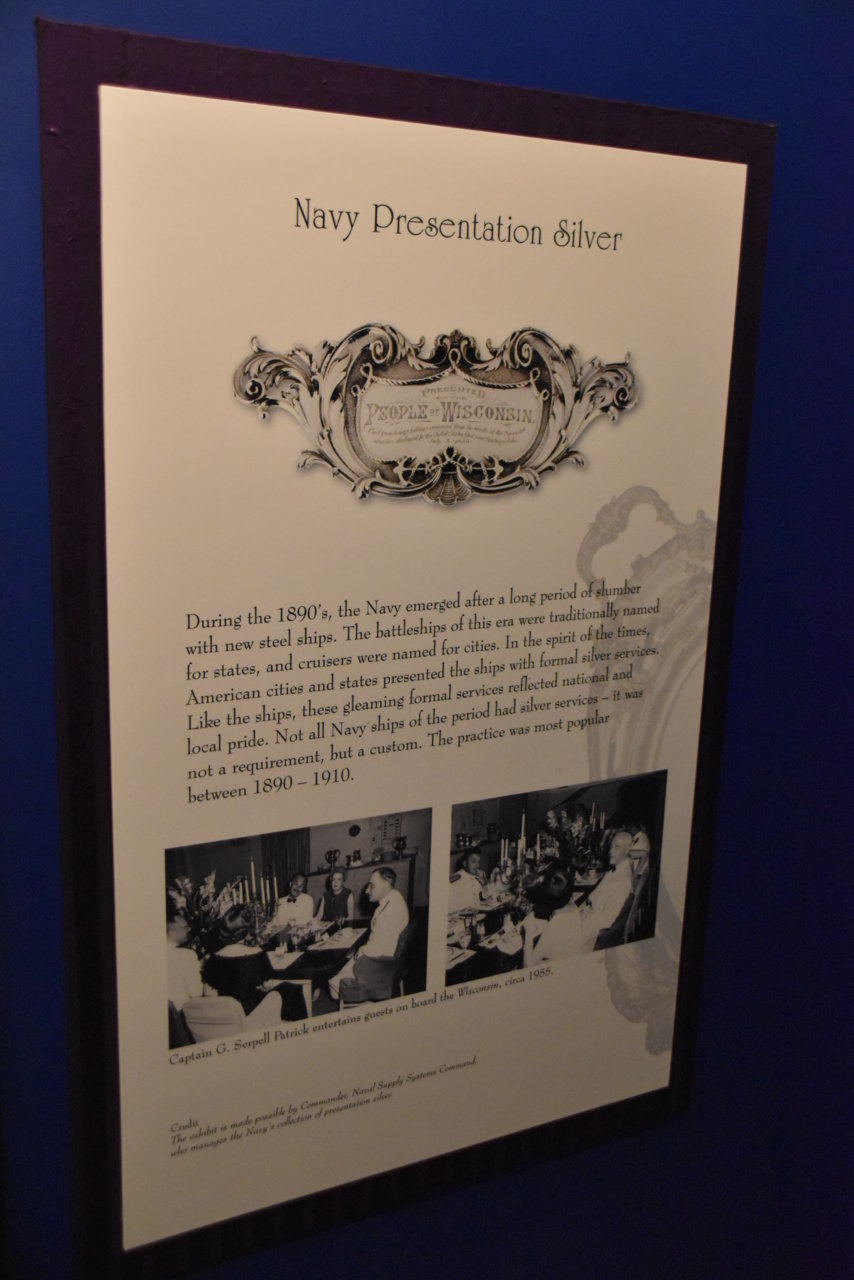 Navy Presentation Silver
PRESENTED
BY THE
PEOPLE OF WISCONSIN.
July 3
During the 1890's, the Navy emerged after a long period of slumber
with new steel ships. The battleships of this era were traditionally named
for states, and cruisers were named for cities. In the spirit of the times,
American cities and states presented the ships with formal silver services.
Like the ships, these gleaming formal services reflected national and
local pride. Not all Navy ships of the period had silver services – it was
not a requirement, but a custom. The practice was most popular
between 1890 – 1910.
Captain G. Serpell Patrick entertains guests on board the Wisconsin, circa 1955.
Credit
The exhibit is made possible by Commander, Naval Supply Systems Command,
who manages the Navy's collection of presentation silver.